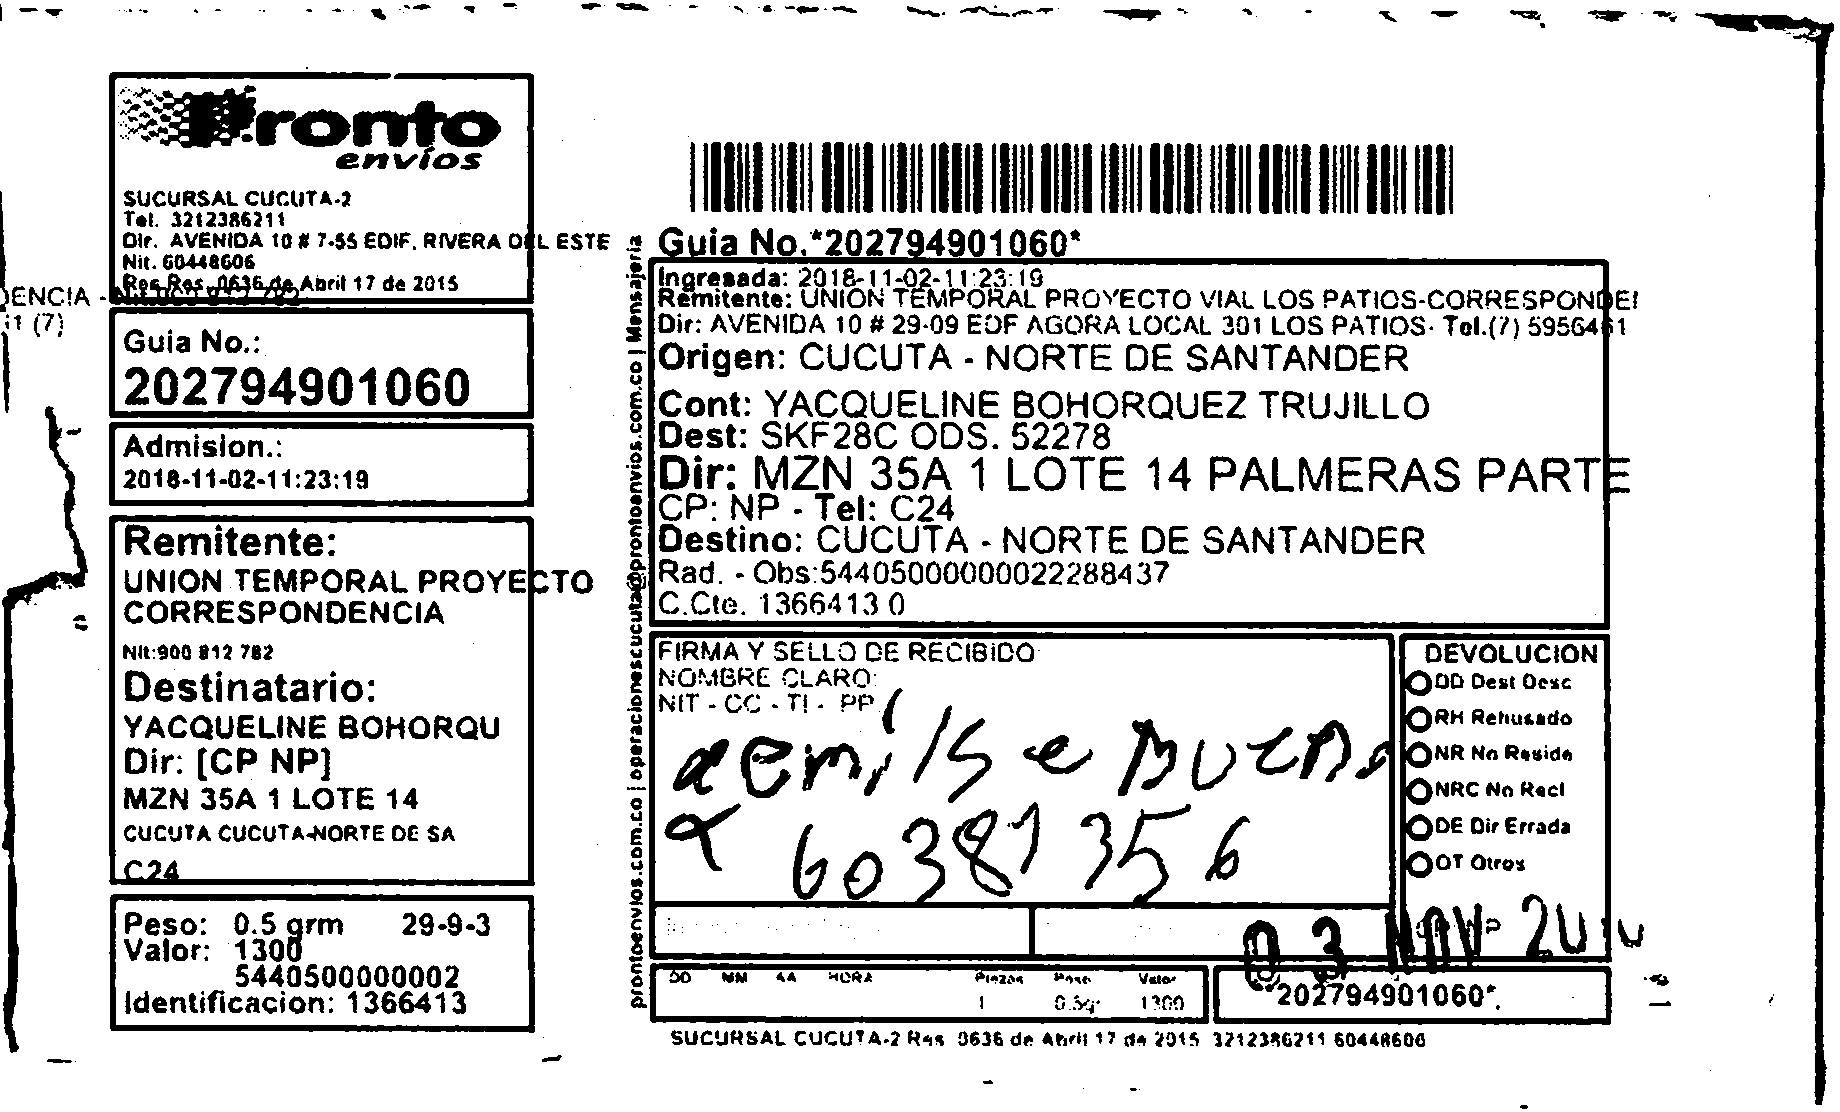 Pronto
envíos
SUCURSAL CUCUTA-2
Tel. 3212386211
Dir. AVENIDA 10 # 7-55 EDIF. RIVERA DEL ESTE
Nit. 60448606
Res Res. 0636 de Abril 17 de 2015
DENCIA -
31 (7)
Guia No.:
202794901060
Admision.:
2018-11-02-11:23:19
Remitente:
UNION TEMPORAL PROYECTO
CORRESPONDENCIA
Nit:900 812 782
Destinatario:
YACQUELINE BOHORQU
Dir: [CP NP]
MZN 35A 1 LOTE 14
CUCUTA CUCUTA-NORTE DE SA
C24
Peso: 0.5 grm 29-9-3
Valor: 1300
5440500000002
Identificacion: 1366413
prontoenvios.com.co | operacionescucuta@prontoenvios.com.co | Mensajeria
Guia No.*202794901060*
Ingresada: 2018-11-02-11:23:19
Remitente: UNION TEMPORAL PROYECTO VIAL LOS PATIOS-CORRESPONDEI
Dir: AVENIDA 10 # 29-09 EDF AGORA LOCAL 301 LOS PATIOS- Tel.(7) 5956461
Origen: CUCUTA - NORTE DE SANTANDER
Cont: YACQUELINE BOHORQUEZ TRUJILLO
Dest: SKF28C ODS. 52278
Dir: MZN 35A 1 LOTE 14 PALMERAS PARTE
CP: NP - Tel: C24
Destino: CUCUTA - NORTE DE SANTANDER
Rad. - Obs:54405000000022288437
C.Cte. 1366413 0
FIRMA Y SELLO DE RECIBIDO
NOMBRE CLARO:
NIT - CC - TI - PP
60381356
DEVOLUCION
DD Dest Desc
RH Rehusado
NR No Reside
NRC No Recl
DE Dir Errada
OT Otros
03 NOV
DD MM AA HORA Piezas Peso Valor
1 0.5gr 1300
*202794901060*
SUCURSAL CUCUTA-2 Res 0636 de Abril 17 de 2015 3212386211 60448606